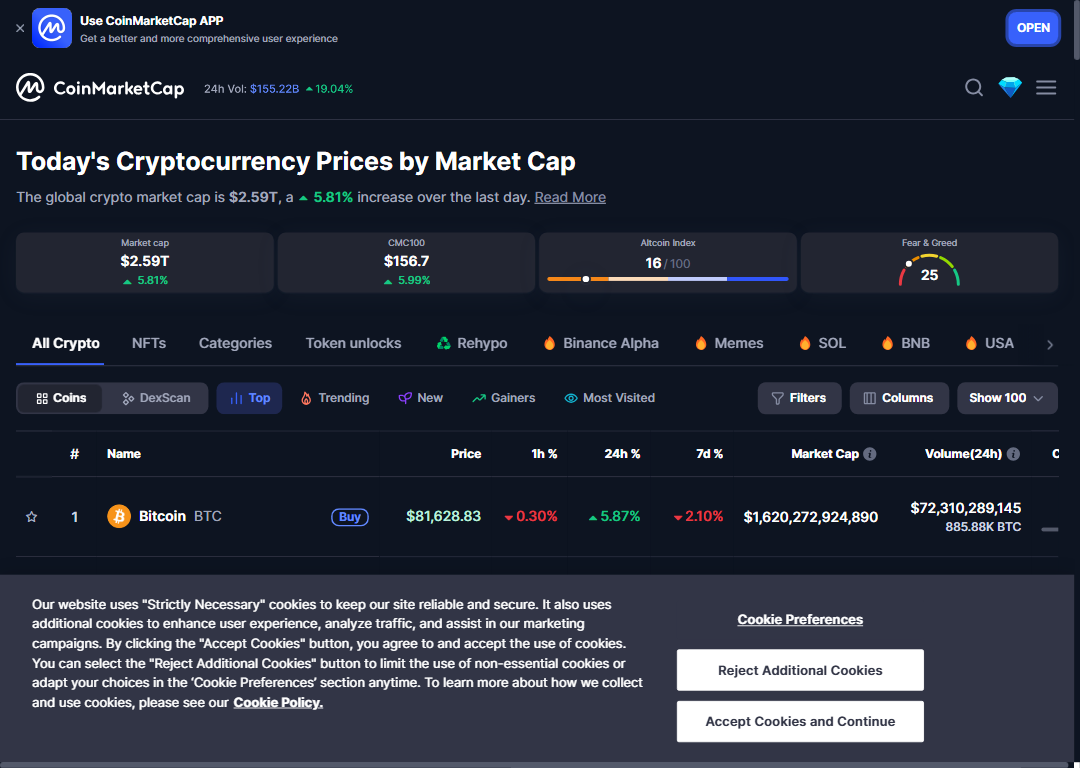 Use CoinMarketCap APP
Get a better and more comprehensive user experience
OPEN
CoinMarketCap
24h Vol: $155.22B 19.04%
Today's Cryptocurrency Prices by Market Cap
The global crypto market cap is $2.59T, a 5.81% increase over the last day. Read More
Market cap
$2.59T
5.81%
CMC100
$156.7
5.99%
Altcoin Index
16/100
Fear & Greed
25
All Crypto NFTs Categories Token unlocks Rehypo Binance Alpha Memes SOL BNB USA
Coins DexScan Top Trending New Gainers Most Visited Filters Columns Show 100
# Name Price 1h % 24h % 7d % Market Cap Volume(24h) C
1 Bitcoin BTC Buy $81,628.83 0.30% 5.87% 2.10% $1,620,272,924,890 $72,310,289,145
885.88K BTC
Our website uses "Strictly Necessary" cookies to keep our site reliable and secure. It also uses
additional cookies to enhance user experience, analyze traffic, and assist in our marketing
campaigns. By clicking the "Accept Cookies" button, you agree to and accept the use of cookies.
You can select the "Reject Additional Cookies" button to limit the use of non-essential cookies or
adapt your choices in the ‘Cookie Preferences’ section anytime. To learn more about how we collect
and use cookies, please see our Cookie Policy.
Cookie Preferences
Reject Additional Cookies
Accept Cookies and Continue